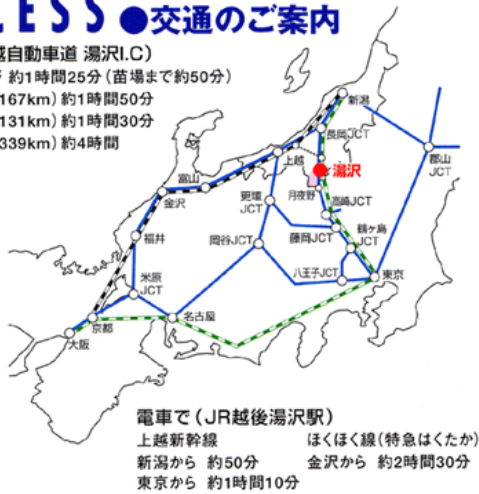 LESS ●交通のご案内
自動車道 湯沢I.C)
約1時間25分(苗場まで約50分)
167km)約1時間50分
131km)約1時間30分
339km)約4時間
新潟
長岡JCT
上越
湯沢
郡山
JCT
富山
金沢
更埴
JCT
月夜野
高崎JCT
福井
岡谷JCT
藤岡JCT
鶴ヶ島
JCT
米原
JCT
八王子JCT
東京
京都
名古屋
大阪
電車で(JR越後湯沢駅)
上越新幹線 ほくほく線(特急はくたか)
新潟から 約50分 金沢から 約2時間30分
東京から 約1時間10分